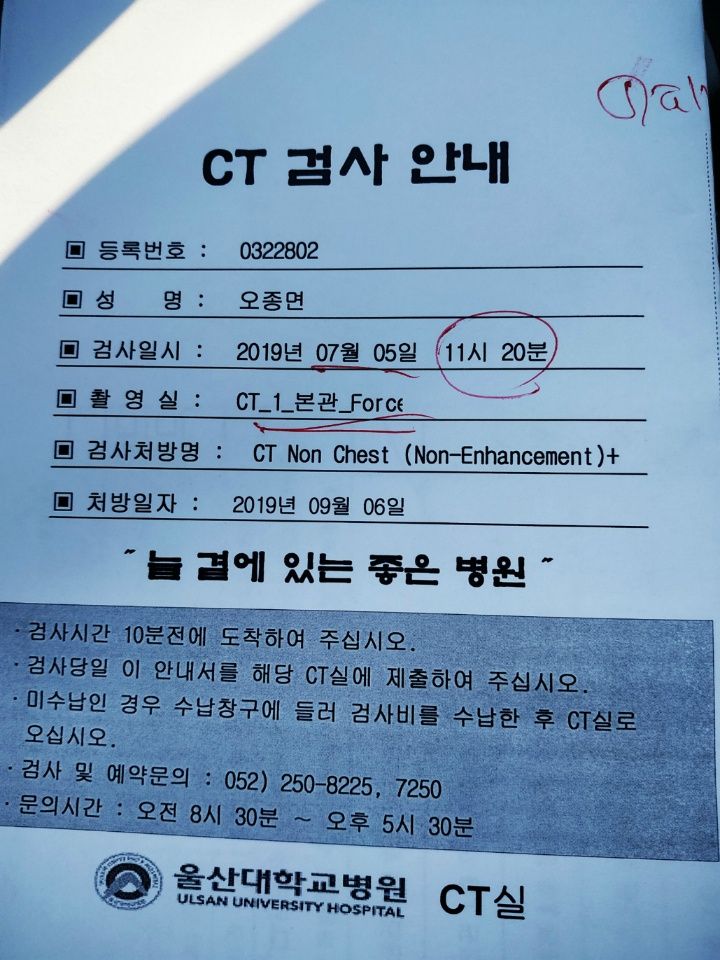 CT 검사 안내
▣ 등록번호 : 0322802
▣ 성 명 : 오종면
▣ 검사일시 : 2019년 07월 05일 11시 20분
▣ 촬 영 실 : CT_1_본관_Force
▣ 검사처방명 : CT Non Chest (Non-Enhancement)+
▣ 처방일자 : 2019년 09월 06일
˝ 늘 곁에 있는 좋은 병원 ˝
· 검사시간 10분전에 도착하여 주십시오.
· 검사당일 이 안내서를 해당 CT실에 제출하여 주십시오.
· 미수납인 경우 수납창구에 들러 검사비를 수납한 후 CT실로
오십시오.
· 검사 및 예약문의 : 052) 250-8225, 7250
· 문의시간 : 오전 8시 30분 ~ 오후 5시 30분
울산대학교병원 CT실
ULSAN UNIVERSITY HOSPITAL